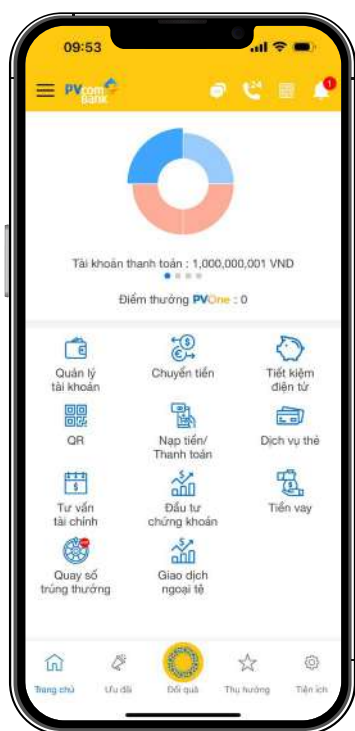 09:53
PVcomBank
24
1
Tài khoản thanh toán : 1,000,000,001 VND
Điểm thưởng PVOne : 0
Quản lý
tài khoản
Chuyển tiền
Tiết kiệm
điện tử
QR
Nạp tiền/
Thanh toán
Dịch vụ thẻ
Tư vấn
tài chính
Đầu tư
chứng khoán
Tiền vay
Quay số
trúng thưởng
Giao dịch
ngoại tệ
Trang chủ
Ưu đãi
Đổi quà
Thụ hưởng
Tiện ích